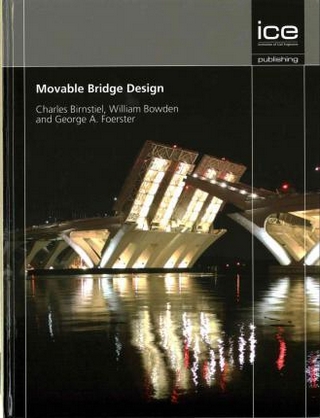 ice
Institution of Civil Engineers
publishing
Movable Bridge Design
Charles Birnstiel, William Bowden
and George A. Foerster